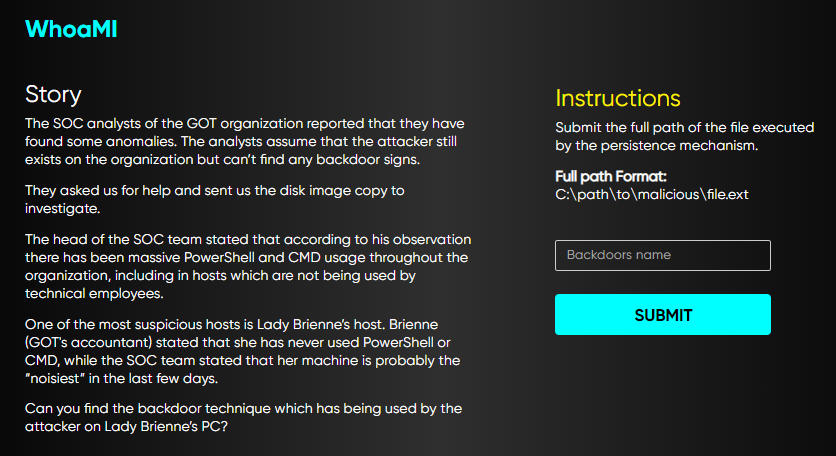 WhoaMI
Story
The SOC analysts of the GOT organization reported that they have
found some anomalies. The analysts assume that the attacker still
exists on the organization but can't find any backdoor signs.
They asked us for help and sent us the disk image copy to
investigate.
The head of the SOC team stated that according to his observation
there has been massive PowerShell and CMD usage throughout the
organization, including in hosts which are not being used by
technical employees.
One of the most suspicious hosts is Lady Brienne's host. Brienne
(GOT's accountant) stated that she has never used PowerShell or
CMD, while the SOC team stated that her machine is probably the
"noisiest" in the last few days.
Can you find the backdoor technique which has being used by the
attacker on Lady Brienne's PC?
Instructions
Submit the full path of the file executed
by the persistence mechanism.
Full path Format:
C:\path\to\malicious\file.ext
Backdoors name
SUBMIT